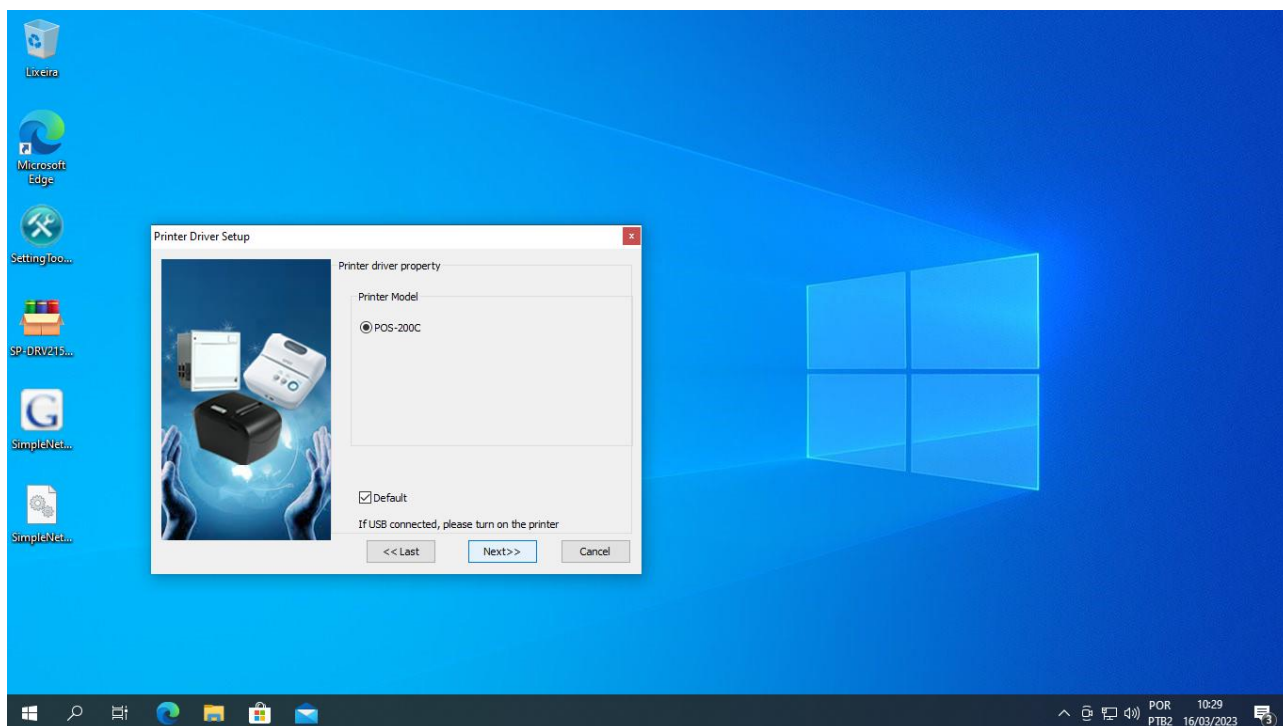 Lixeira
Microsoft
Edge
SettingToo...
SP-DRV215...
SimpleNet...
SimpleNet...
Printer Driver Setup
x
Printer driver property
Printer Model
POS-200C
Default
If USB connected, please turn on the printer
<< Last
Next>>
Cancel
POR
PTB2
10:29
16/03/2023
3